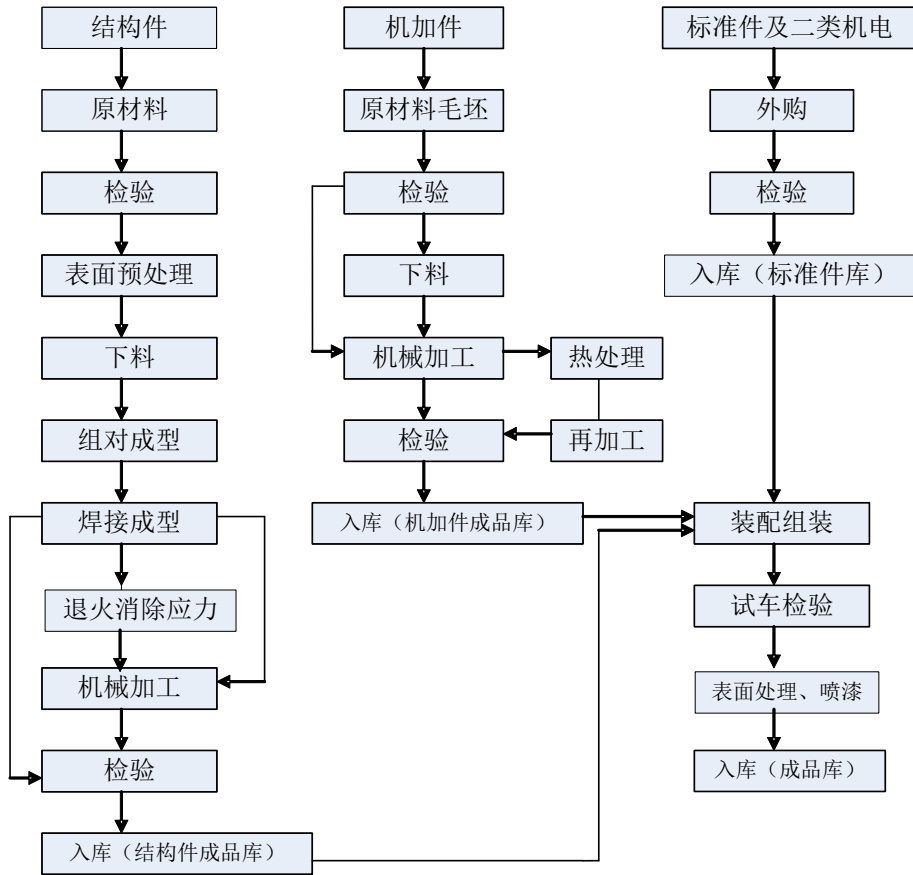 结构件
原材料
检验
表面预处理
下料
组对成型
焊接成型
退火消除应力
机械加工
检验
入库（结构件成品库）
机加件
原材料毛坯
检验
下料
机械加工
热处理
再加工
检验
入库（机加件成品库）
标准件及二类机电
外购
检验
入库（标准件库）
装配组装
试车检验
表面处理、喷漆
入库（成品库）